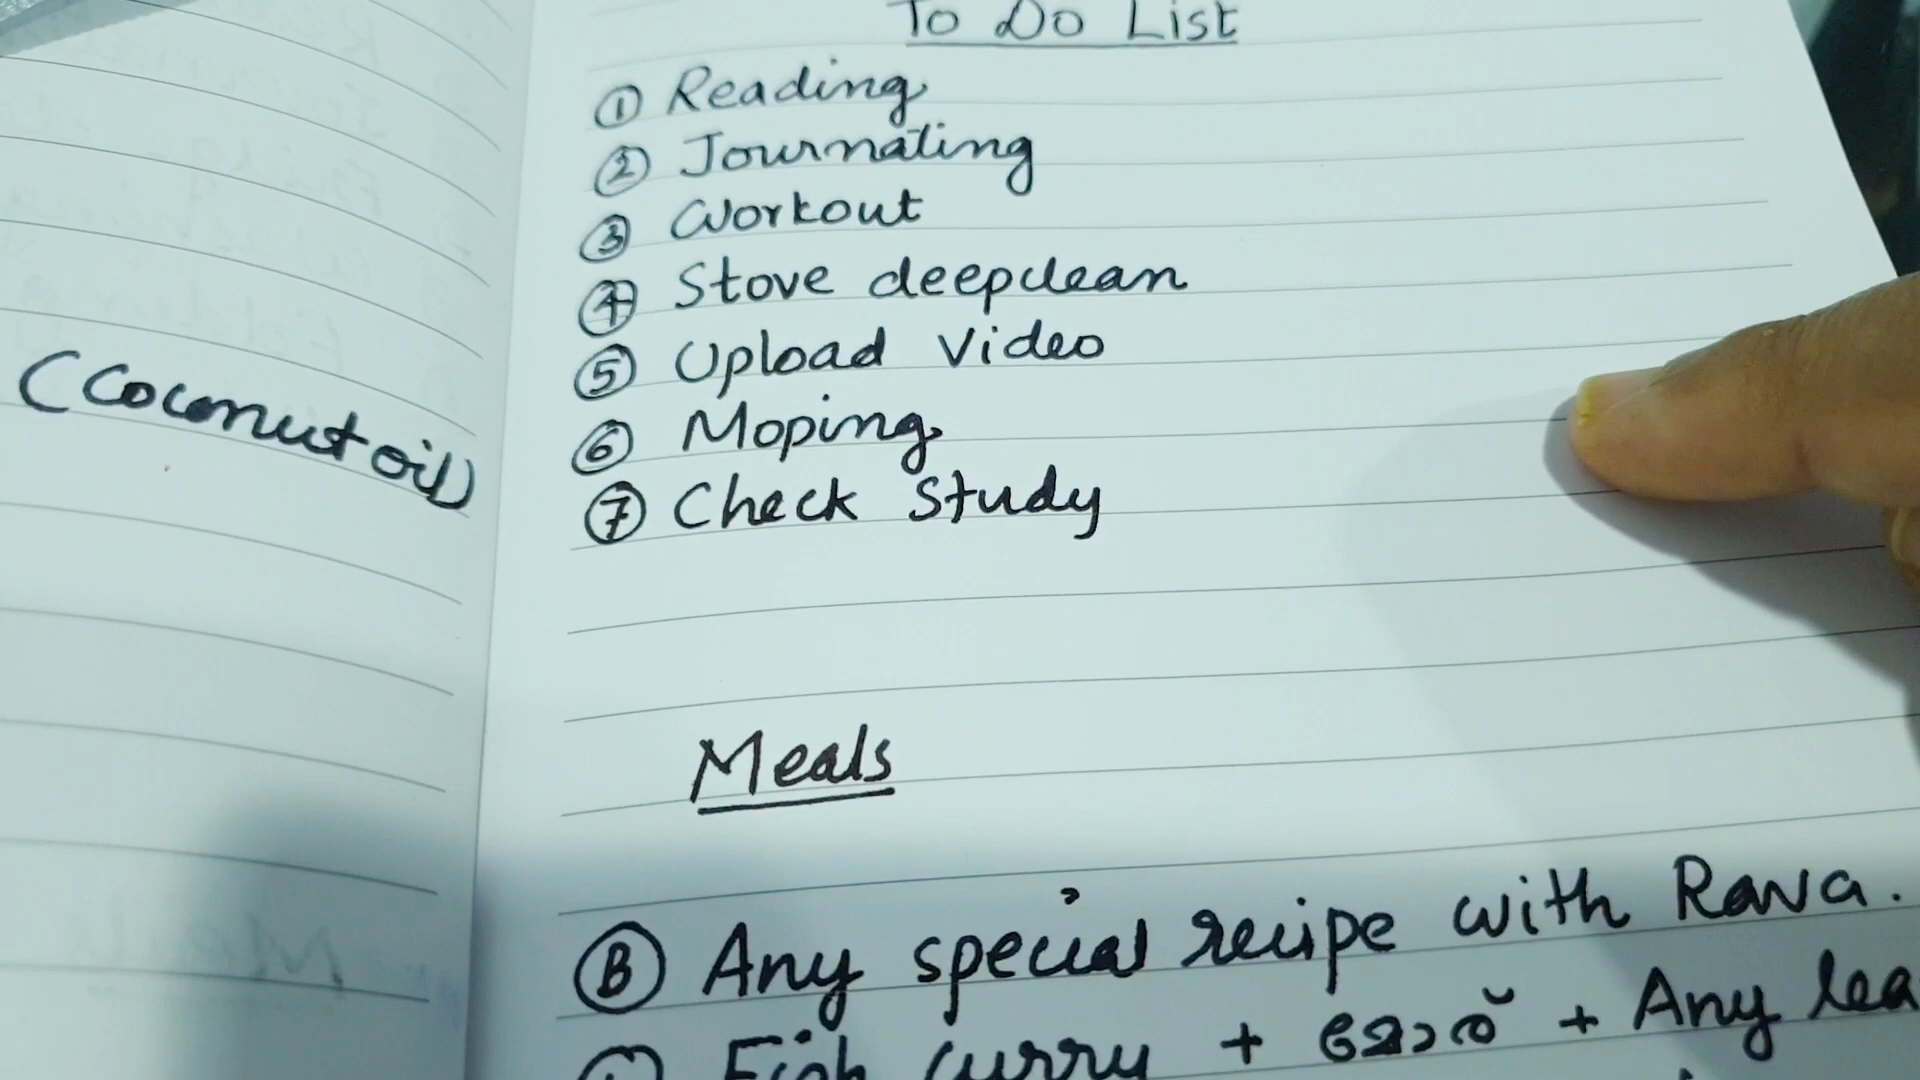 (Coconut oil)
To Do List
① Reading
② Journaling
③ Workout
④ Stove deepclean
⑤ Upload video
⑥ Moping
⑦ Check Study
Meals
Ⓑ Any special recipe with Rava.
Fish curry + മോര് + Any lea